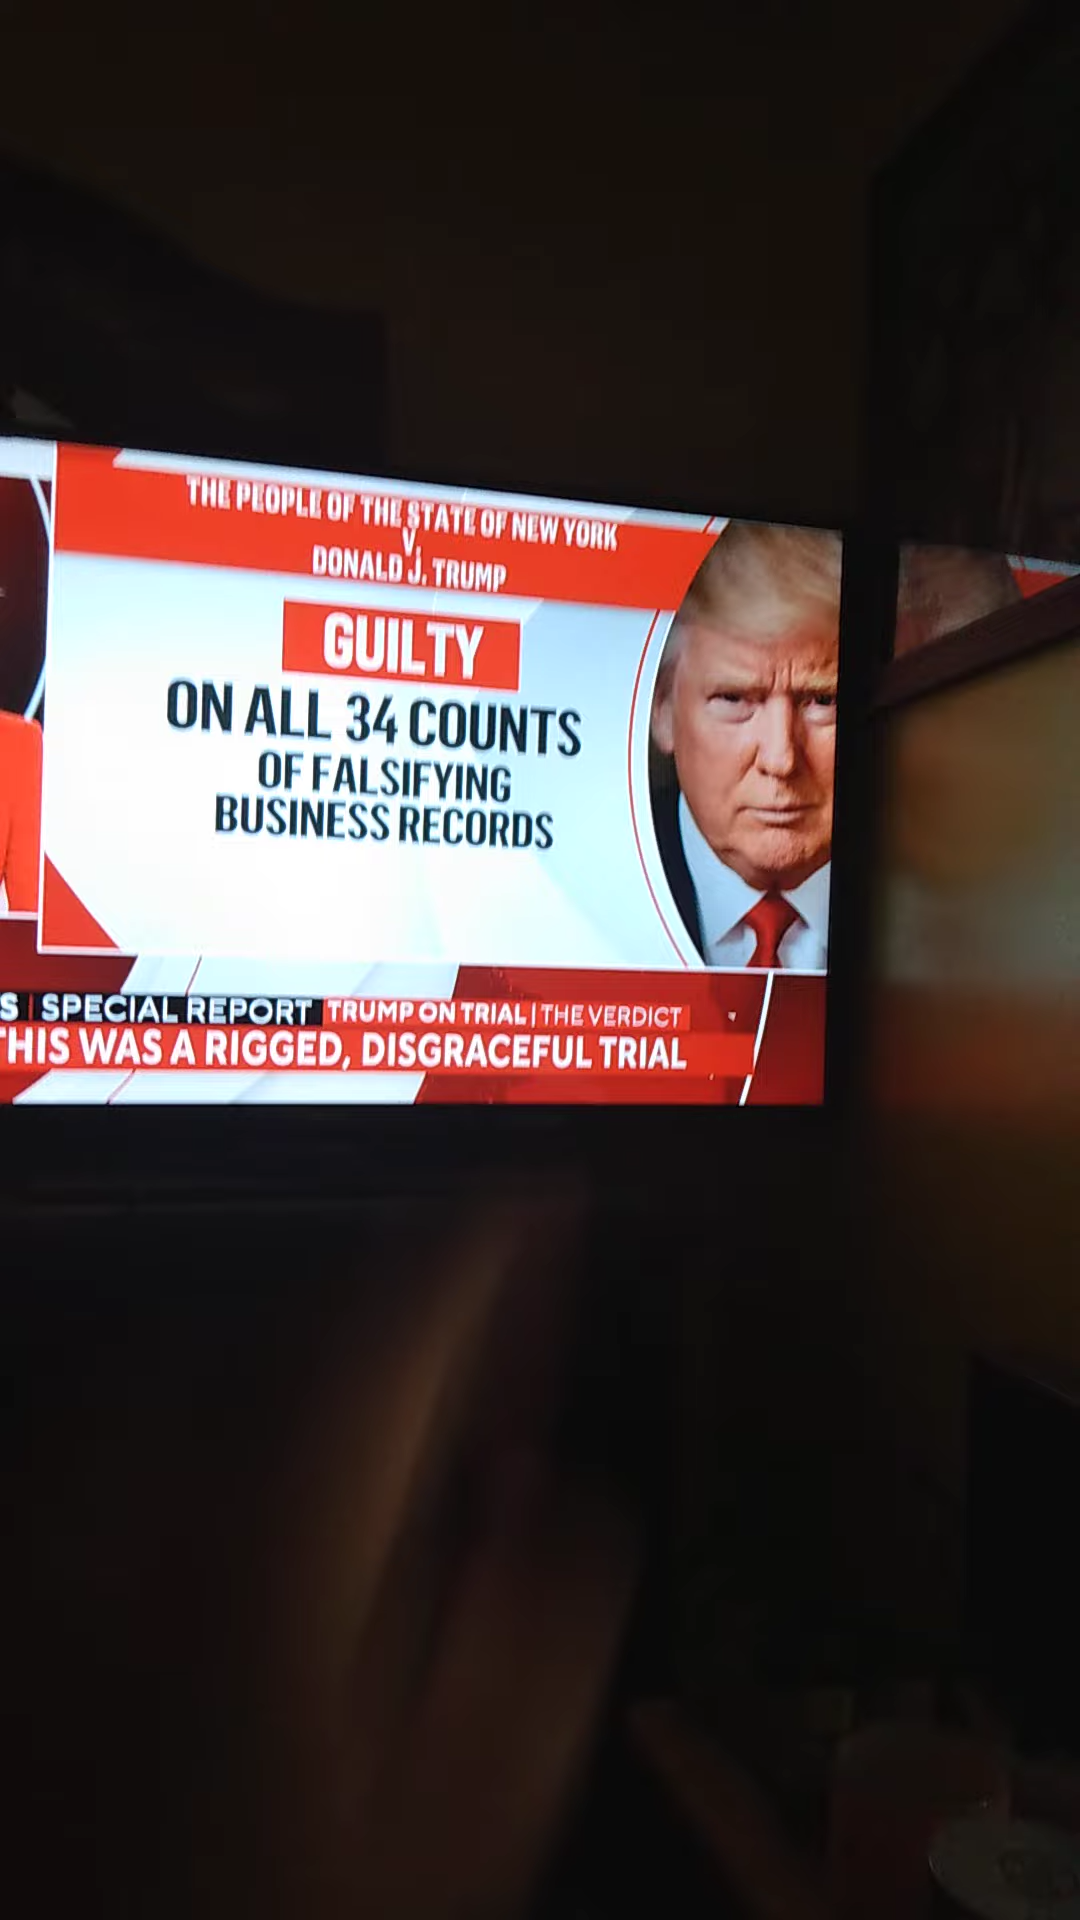 THE PEOPLE OF THE STATE OF NEW YORK
V.
DONALD J. TRUMP
GUILTY
ON ALL 34 COUNTS
OF FALSIFYING
BUSINESS RECORDS
S | SPECIAL REPORT TRUMP ON TRIAL | THE VERDICT
THIS WAS A RIGGED, DISGRACEFUL TRIAL